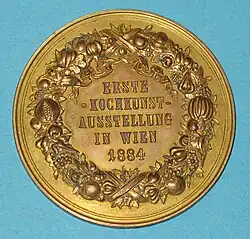 ERSTE
-KOCHKUNST-
AUSSTELLUNG
IN WIEN
1884